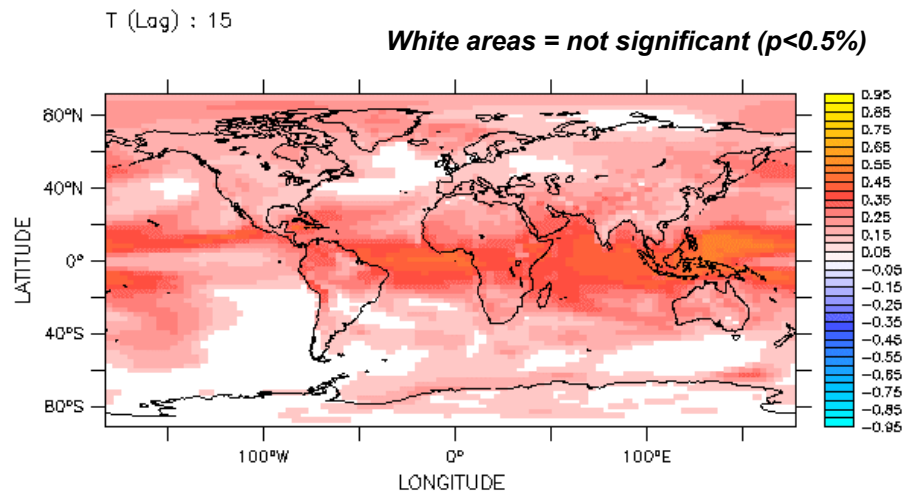 T (Lag) : 15
White areas = not significant (p<0.5%)
80°N
40°N
0°
40°S
80°S
LATITUDE
100°W
0°
100°E
LONGITUDE
0.95
0.85
0.75
0.65
0.55
0.45
0.35
0.25
0.15
0.05
-0.05
-0.15
-0.25
-0.35
-0.45
-0.55
-0.65
-0.75
-0.85
-0.95